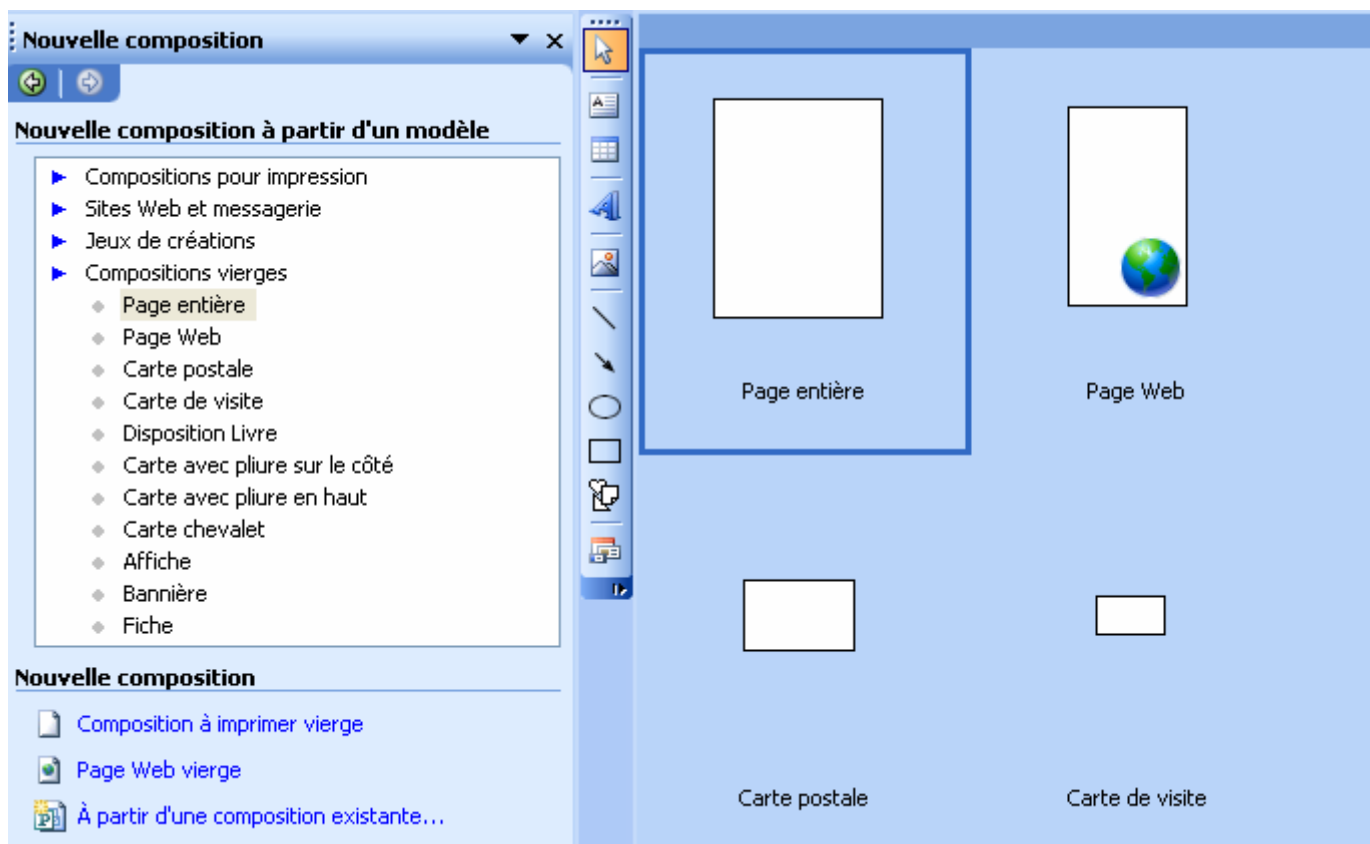 Nouvelle composition
Nouvelle composition à partir d'un modèle
Compositions pour impression
Sites Web et messagerie
Jeux de créations
Compositions vierges
Page entière
Page Web
Carte postale
Carte de visite
Disposition Livre
Carte avec pliure sur le côté
Carte avec pliure en haut
Carte chevalet
Affiche
Bannière
Fiche
Nouvelle composition
Composition à imprimer vierge
Page Web vierge
À partir d'une composition existante...
Page entière
Page Web
Carte postale
Carte de visite